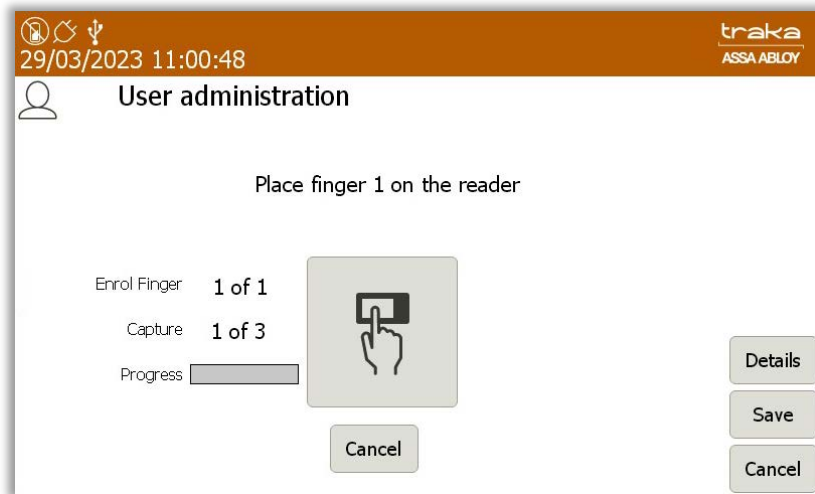 traka
29/03/2023 11:00:48
ASSA ABLOY
User administration
Place finger 1 on the reader
Enrol Finger 1 of 1
Capture 1 of 3
Progress
Details
Save
Cancel
Cancel